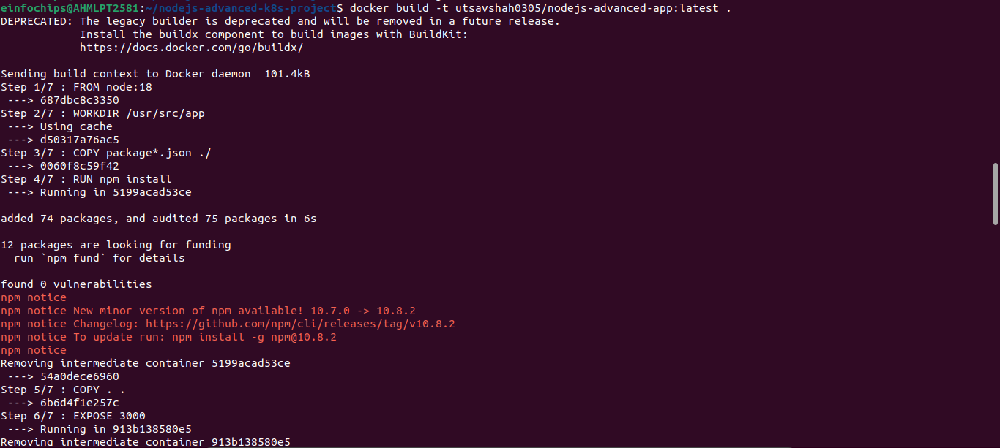 einfochips@AHMLPT2581:~/nodejs-advanced-k8s-project$ docker build -t utsavshah0305/nodejs-advanced-app:latest .
DEPRECATED: The legacy builder is deprecated and will be removed in a future release.
            Install the buildx component to build images with BuildKit:
            https://docs.docker.com/go/buildx/
Sending build context to Docker daemon  101.4kB
Step 1/7 : FROM node:18
 ---> 687dbc8c3350
Step 2/7 : WORKDIR /usr/src/app
 ---> Using cache
 ---> d50317a76ac5
Step 3/7 : COPY package*.json ./
 ---> 0060f8c59f42
Step 4/7 : RUN npm install
 ---> Running in 5199acad53ce
added 74 packages, and audited 75 packages in 6s
12 packages are looking for funding
  run `npm fund` for details
found 0 vulnerabilities
npm notice
npm notice New minor version of npm available! 10.7.0 -> 10.8.2
npm notice Changelog: https://github.com/npm/cli/releases/tag/v10.8.2
npm notice To update run: npm install -g npm@10.8.2
npm notice
Removing intermediate container 5199acad53ce
 ---> 54a0dece6960
Step 5/7 : COPY . .
 ---> 6b6d4f1e257c
Step 6/7 : EXPOSE 3000
 ---> Running in 913b138580e5
Removing intermediate container 913b138580e5